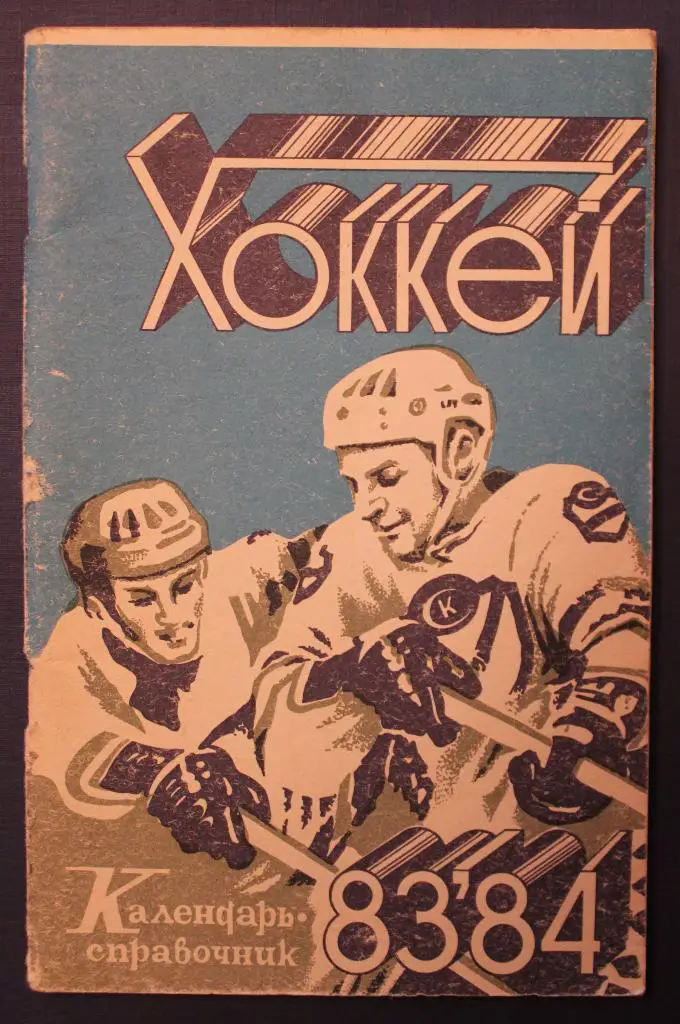 Хоккей
К
Календарь-
справочник
83'84